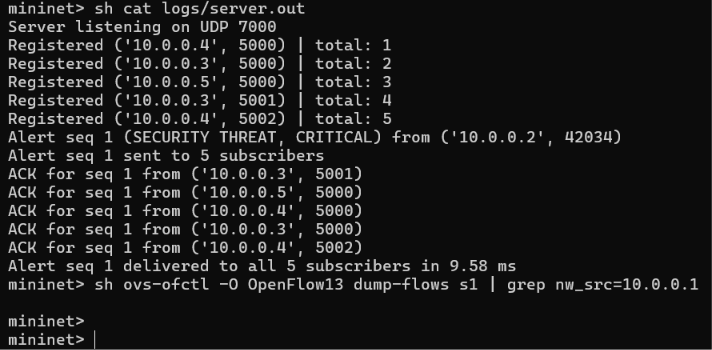 mininet> sh cat logs/server.out
Server listening on UDP 7000
Registered ('10.0.0.4', 5000) | total: 1
Registered ('10.0.0.3', 5000) | total: 2
Registered ('10.0.0.5', 5000) | total: 3
Registered ('10.0.0.3', 5001) | total: 4
Registered ('10.0.0.4', 5002) | total: 5
Alert seq 1 (SECURITY THREAT, CRITICAL) from ('10.0.0.2', 42034)
Alert seq 1 sent to 5 subscribers
ACK for seq 1 from ('10.0.0.3', 5001)
ACK for seq 1 from ('10.0.0.5', 5000)
ACK for seq 1 from ('10.0.0.4', 5000)
ACK for seq 1 from ('10.0.0.3', 5000)
ACK for seq 1 from ('10.0.0.4', 5002)
Alert seq 1 delivered to all 5 subscribers in 9.58 ms
mininet> sh ovs-ofctl -O OpenFlow13 dump-flows s1 | grep nw_src=10.0.0.1
mininet>
mininet>